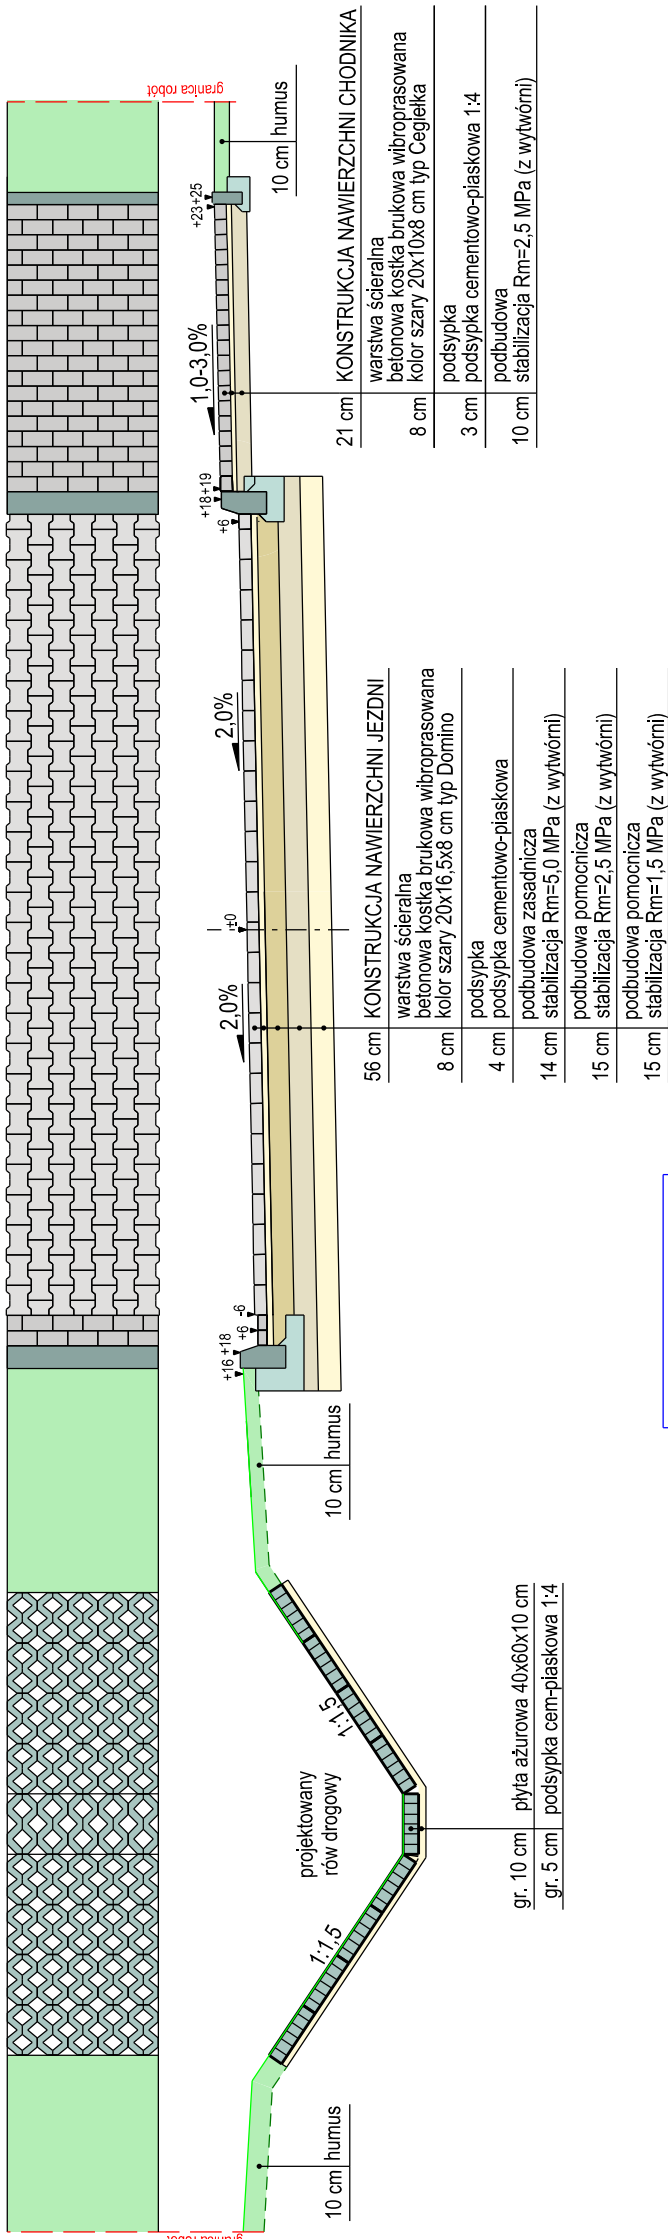 granica robót
10 cm humus
+23+25
1,0-3,0%
+18+19
+6
21 cm KONSTRUKCJA NAWIERZCHNI CHODNIKA
warstwa ścieralna
betonowa kostka brukowa wibroprasowana
8 cm kolor szary 20x10x8 cm typ Cegiełka
podsypka
3 cm podsypka cementowo-piaskowa 1:4
podbudowa
10 cm stabilizacja Rm=2,5 MPa (z wytwórni)
2,0%
±0
2,0%
56 cm KONSTRUKCJA NAWIERZCHNI JEZDNI
warstwa ścieralna
betonowa kostka brukowa wibroprasowana
8 cm kolor szary 20x16,5x8 cm typ Domino
podsypka
4 cm podsypka cementowo-piaskowa
podbudowa zasadnicza
14 cm stabilizacja Rm=5,0 MPa (z wytwórni)
podbudowa pomocnicza
15 cm stabilizacja Rm=2,5 MPa (z wytwórni)
podbudowa pomocnicza
15 cm stabilizacja Rm=1,5 MPa (z wytwórni)
+16 +18
+6
-6
10 cm humus
1:1,5
projektowany
rów drogowy
1:1,5
gr. 10 cm płyta ażurowa 40x60x10 cm
gr. 5 cm podsypka cem-piaskowa 1:4
10 cm humus
granica robót